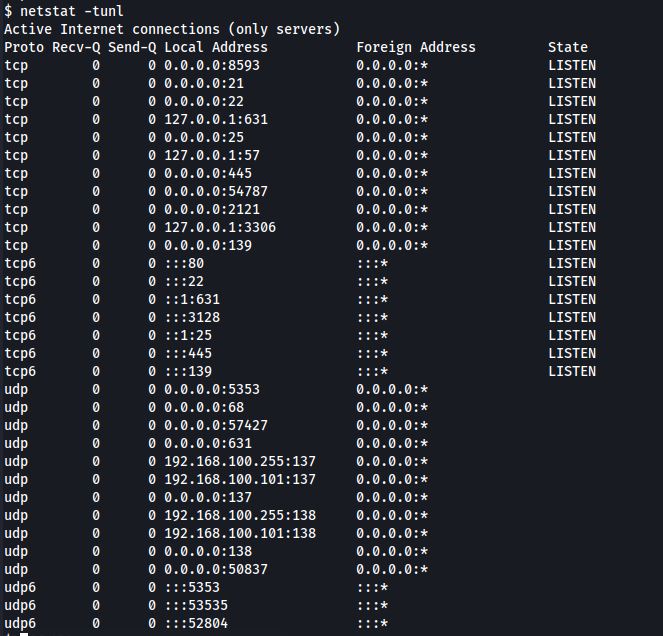 $ netstat -tunl
Active Internet connections (only servers)
Proto Recv-Q Send-Q Local Address           Foreign Address         State
tcp        0      0 0.0.0.0:8593            0.0.0.0:*               LISTEN
tcp        0      0 0.0.0.0:21              0.0.0.0:*               LISTEN
tcp        0      0 0.0.0.0:22              0.0.0.0:*               LISTEN
tcp        0      0 127.0.0.1:631           0.0.0.0:*               LISTEN
tcp        0      0 0.0.0.0:25              0.0.0.0:*               LISTEN
tcp        0      0 127.0.0.1:57            0.0.0.0:*               LISTEN
tcp        0      0 0.0.0.0:445             0.0.0.0:*               LISTEN
tcp        0      0 0.0.0.0:54787           0.0.0.0:*               LISTEN
tcp        0      0 0.0.0.0:2121            0.0.0.0:*               LISTEN
tcp        0      0 127.0.0.1:3306          0.0.0.0:*               LISTEN
tcp        0      0 0.0.0.0:139             0.0.0.0:*               LISTEN
tcp6       0      0 :::80                   :::*                    LISTEN
tcp6       0      0 :::22                   :::*                    LISTEN
tcp6       0      0 ::1:631                 :::*                    LISTEN
tcp6       0      0 :::3128                 :::*                    LISTEN
tcp6       0      0 ::1:25                  :::*                    LISTEN
tcp6       0      0 :::445                  :::*                    LISTEN
tcp6       0      0 :::139                  :::*                    LISTEN
udp        0      0 0.0.0.0:5353            0.0.0.0:*
udp        0      0 0.0.0.0:68              0.0.0.0:*
udp        0      0 0.0.0.0:57427           0.0.0.0:*
udp        0      0 0.0.0.0:631             0.0.0.0:*
udp        0      0 192.168.100.255:137     0.0.0.0:*
udp        0      0 192.168.100.101:137     0.0.0.0:*
udp        0      0 0.0.0.0:137             0.0.0.0:*
udp        0      0 192.168.100.255:138     0.0.0.0:*
udp        0      0 192.168.100.101:138     0.0.0.0:*
udp        0      0 0.0.0.0:138             0.0.0.0:*
udp        0      0 0.0.0.0:50837           0.0.0.0:*
udp6       0      0 :::5353                 :::*
udp6       0      0 :::53535                :::*
udp6       0      0 :::52804                :::*